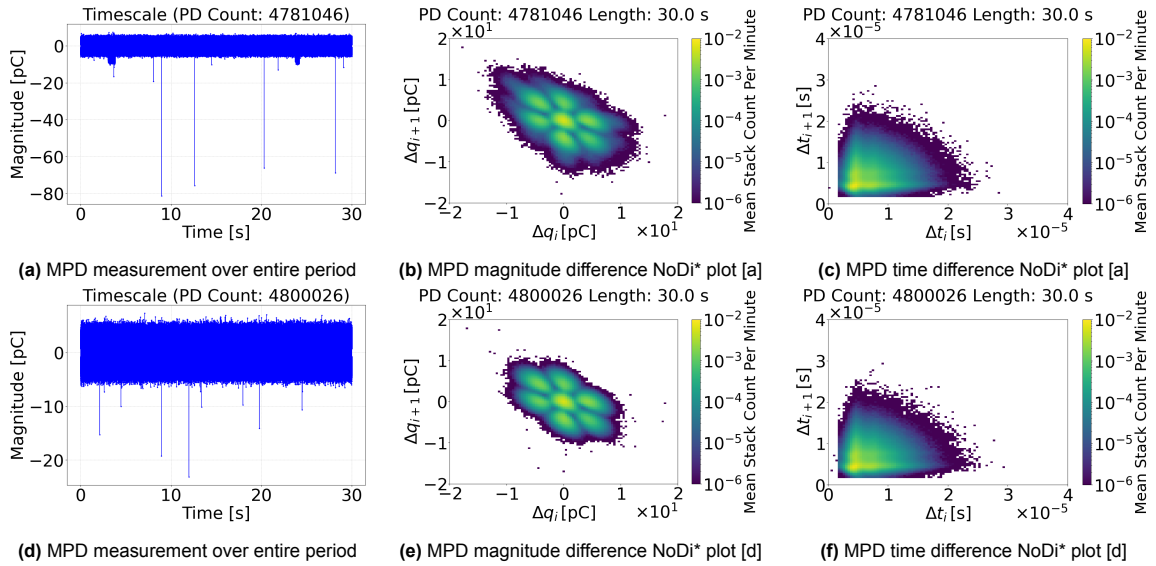 Timescale (PD Count: 4781046)
Magnitude [pC]
0
−20
−40
−60
−80
0 10 20 30
Time [s]
(a) MPD measurement over entire period
PD Count: 4781046 Length: 30.0 s
×10¹
Δqᵢ₊₁ [pC]
2
1
0
−1
−2
−2 −1 0 1 2
Δqᵢ [pC] ×10¹
10⁻²
10⁻³
10⁻⁴
10⁻⁵
10⁻⁶
Mean Stack Count Per Minute
(b) MPD magnitude difference NoDi* plot [a]
PD Count: 4781046 Length: 30.0 s
×10⁻⁵
Δtᵢ₊₁ [s]
4
3
2
1
0
0 1 2 3 4
Δtᵢ [s] ×10⁻⁵
10⁻²
10⁻³
10⁻⁴
10⁻⁵
10⁻⁶
Mean Stack Count Per Minute
(c) MPD time difference NoDi* plot [a]
Timescale (PD Count: 4800026)
Magnitude [pC]
0
−10
−20
0 10 20 30
Time [s]
(d) MPD measurement over entire period
PD Count: 4800026 Length: 30.0 s
×10¹
Δqᵢ₊₁ [pC]
2
1
0
−1
−2
−2 −1 0 1 2
Δqᵢ [pC] ×10¹
10⁻²
10⁻³
10⁻⁴
10⁻⁵
10⁻⁶
Mean Stack Count Per Minute
(e) MPD magnitude difference NoDi* plot [d]
PD Count: 4800026 Length: 30.0 s
×10⁻⁵
Δtᵢ₊₁ [s]
4
3
2
1
0
0 1 2 3 4
Δtᵢ [s] ×10⁻⁵
10⁻²
10⁻³
10⁻⁴
10⁻⁵
10⁻⁶
Mean Stack Count Per Minute
(f) MPD time difference NoDi* plot [d]